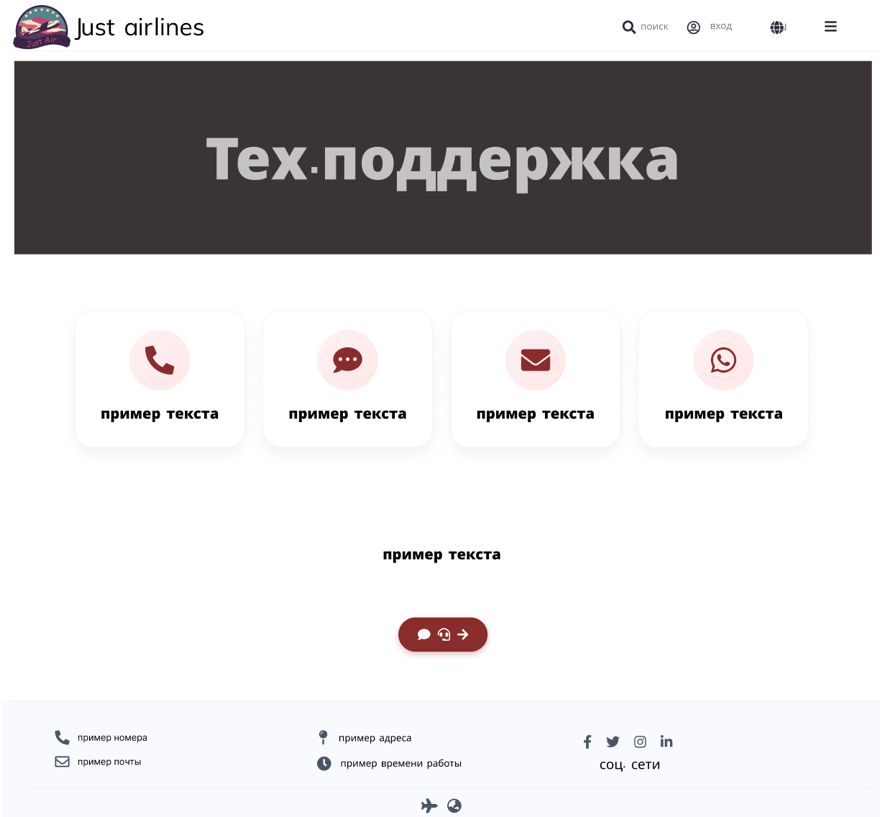 Just Air
Just airlines
поиск
вход
Тех.поддержка
пример текста
пример текста
пример текста
пример текста
пример текста
пример номера
пример почты
пример адреса
пример времени работы
соц. сети